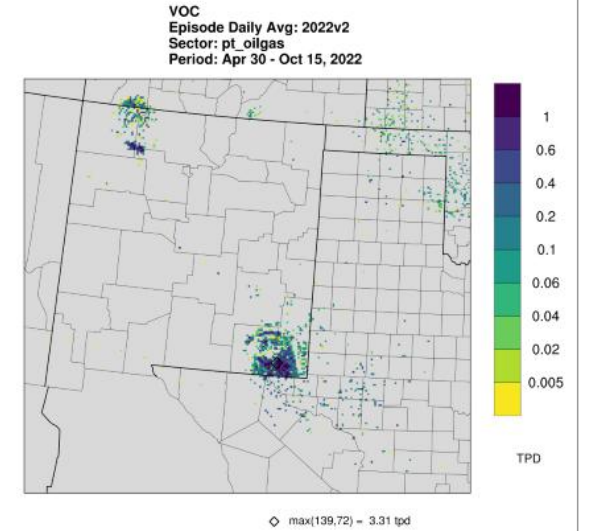 VOC
Episode Daily Avg: 2022v2
Sector: pt_oilgas
Period: Apr 30 - Oct 15, 2022
1
0.6
0.4
0.2
0.1
0.06
0.04
0.02
0.005
TPD
max(139,72) = 3.31 tpd